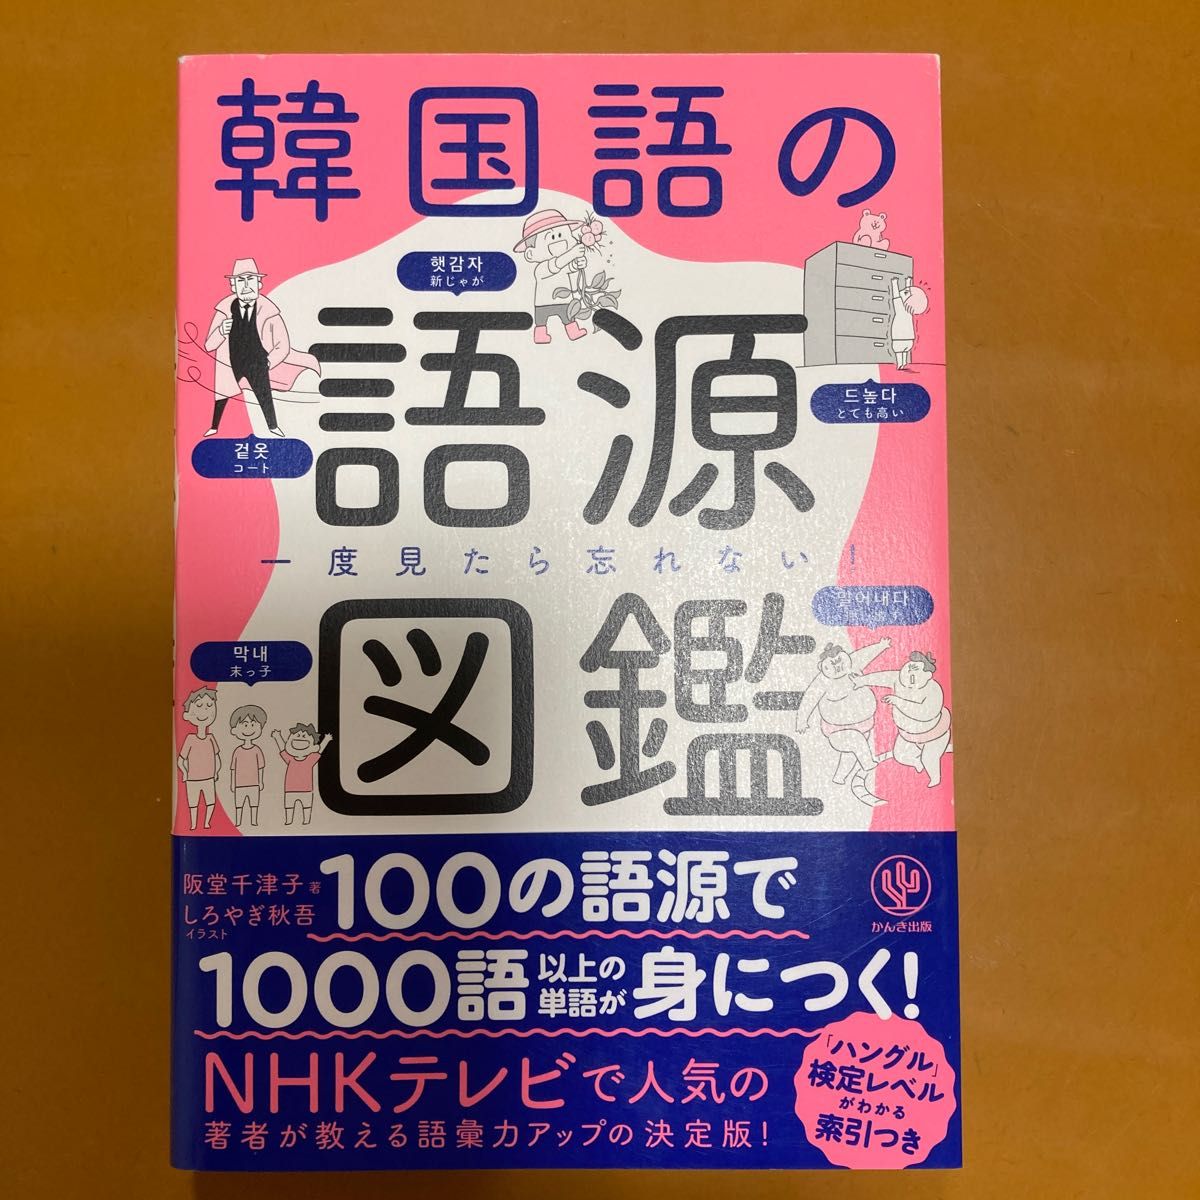 韓国語の
햇감자
新じゃが
語源
드높다
とても高い
겉옷
コート
一度見たら忘れない!
밀어내다
막내
末っ子
図鑑
阪堂千津子 著
しろやぎ秋吾
イラスト
100の語源で
1000語以上の単語が身につく!
かんき出版
NHKテレビで人気の
著者が教える語彙力アップの決定版!
「ハングル」
検定レベル
がわかる
索引つき